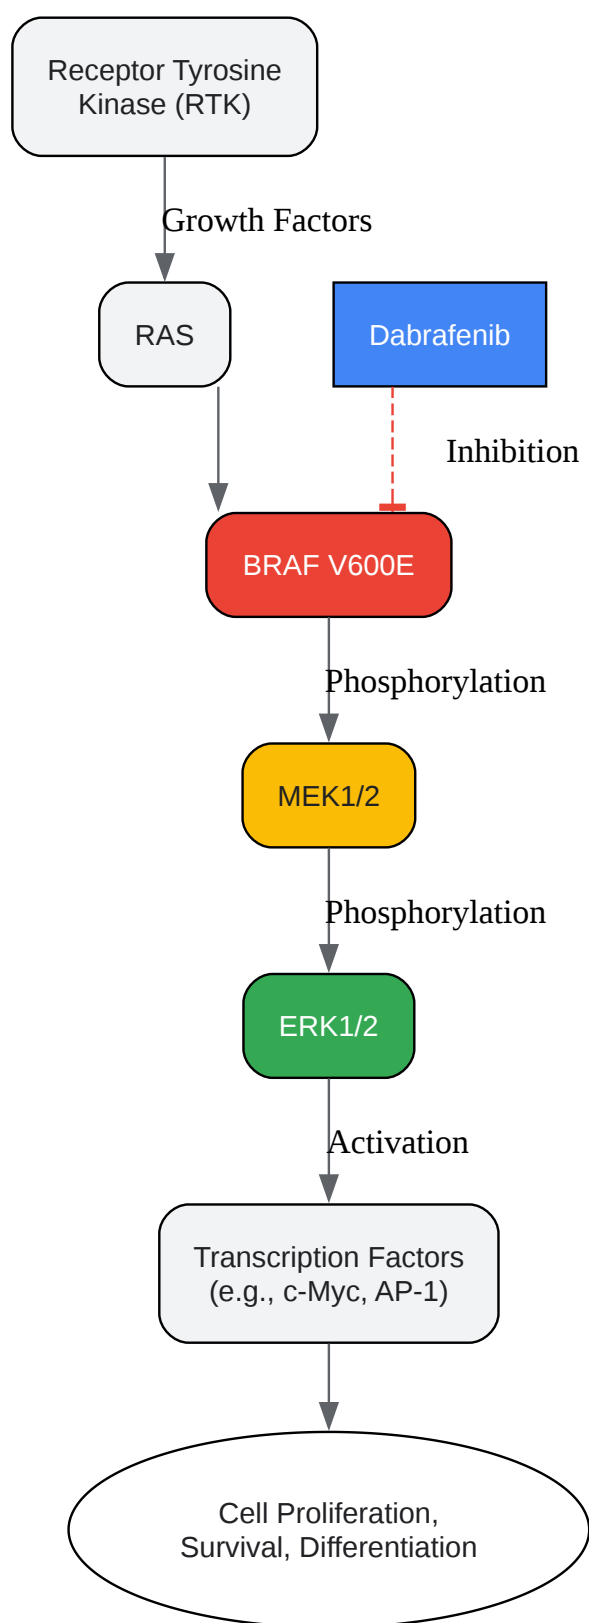 Receptor Tyrosine
Kinase (RTK)
Growth Factors
RAS
Dabrafenib
Inhibition
BRAF V600E
Phosphorylation
MEK1/2
Phosphorylation
ERK1/2
Activation
Transcription Factors
(e.g., c-Myc, AP-1)
Cell Proliferation,
Survival, Differentiation